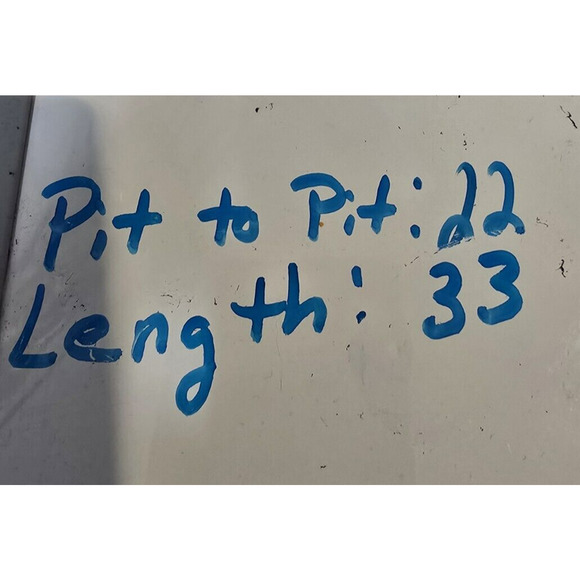 Pit to Pit: 22
Length: 33